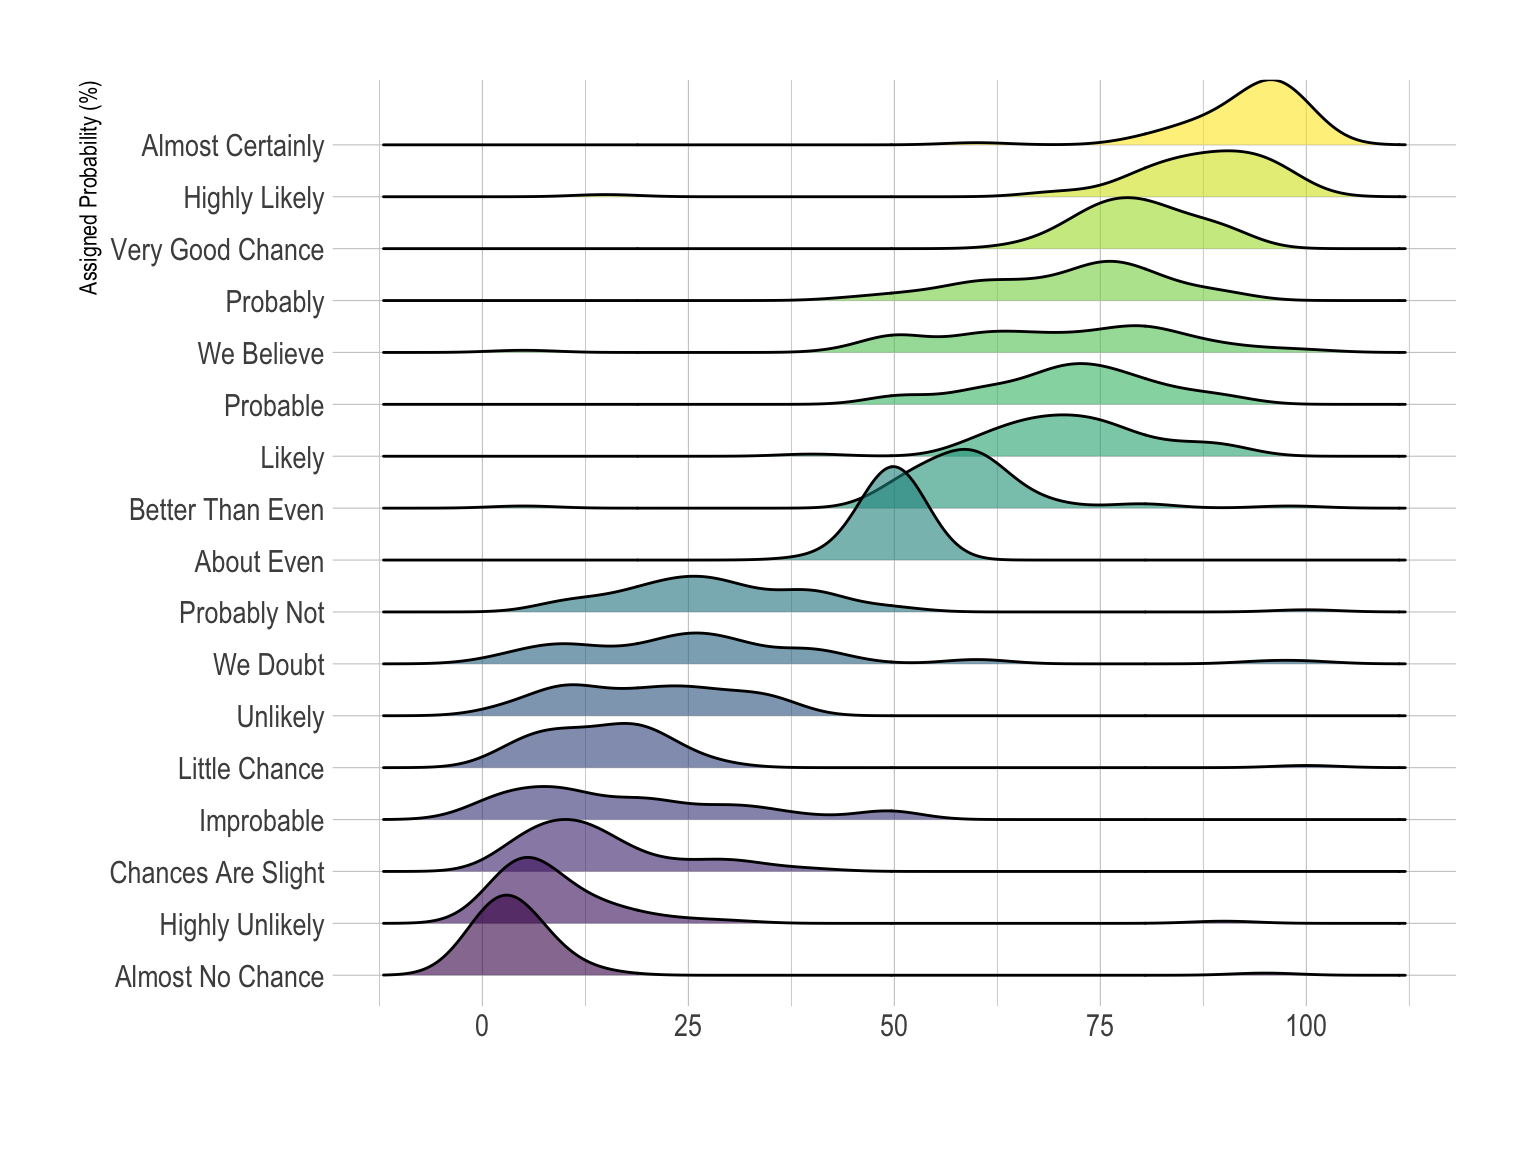 Assigned Probability (%)
Almost Certainly
Highly Likely
Very Good Chance
Probably
We Believe
Probable
Likely
Better Than Even
About Even
Probably Not
We Doubt
Unlikely
Little Chance
Improbable
Chances Are Slight
Highly Unlikely
Almost No Chance
0 25 50 75 100